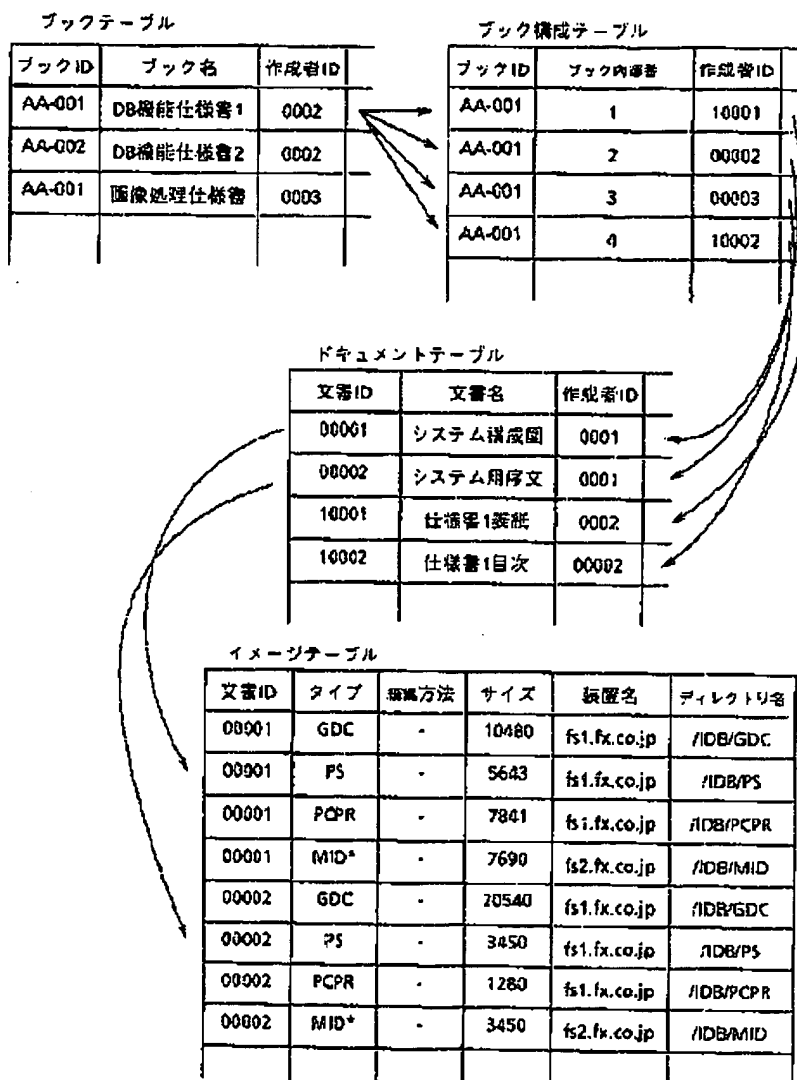 ブックテーブル
ブックID ブック名 作成者ID
AA-001 DB機能仕様書1 0002
AA-002 DB機能仕様書2 0002
AA-001 画像処理仕様書 0003
ブック構成テーブル
ブックID ブック内 作成者ID
AA-001 1 10001
AA-001 2 00002
AA-001 3 00003
AA-001 4 10002
ドキュメントテーブル
文書ID 文書名 作成者ID
00001 システム構成図 0001
00002 システム用序文 0001
10001 仕様書1表紙 0002
10002 仕様書1目次 00002
イメージテーブル
文書ID タイプ 方法 サイズ 装置名 ディレクトリ名
00001 GDC - 10480 fs1.fx.co.jp /IDB/GDC
00001 PS - 5643 fs1.fx.co.jp /IDB/PS
00001 PCPR - 7841 fs1.fx.co.jp /IDB/PCPR
00001 MID* - 7690 fs2.fx.co.jp /IDB/MID
00002 GDC - 20540 fs1.fx.co.jp /IDB/GDC
00002 PS - 3450 fs1.fx.co.jp /IDB/PS
00002 PCPR - 1280 fs1.fx.co.jp /IDB/PCPR
00002 MID* - 3450 fs2.fx.co.jp /IDB/MID